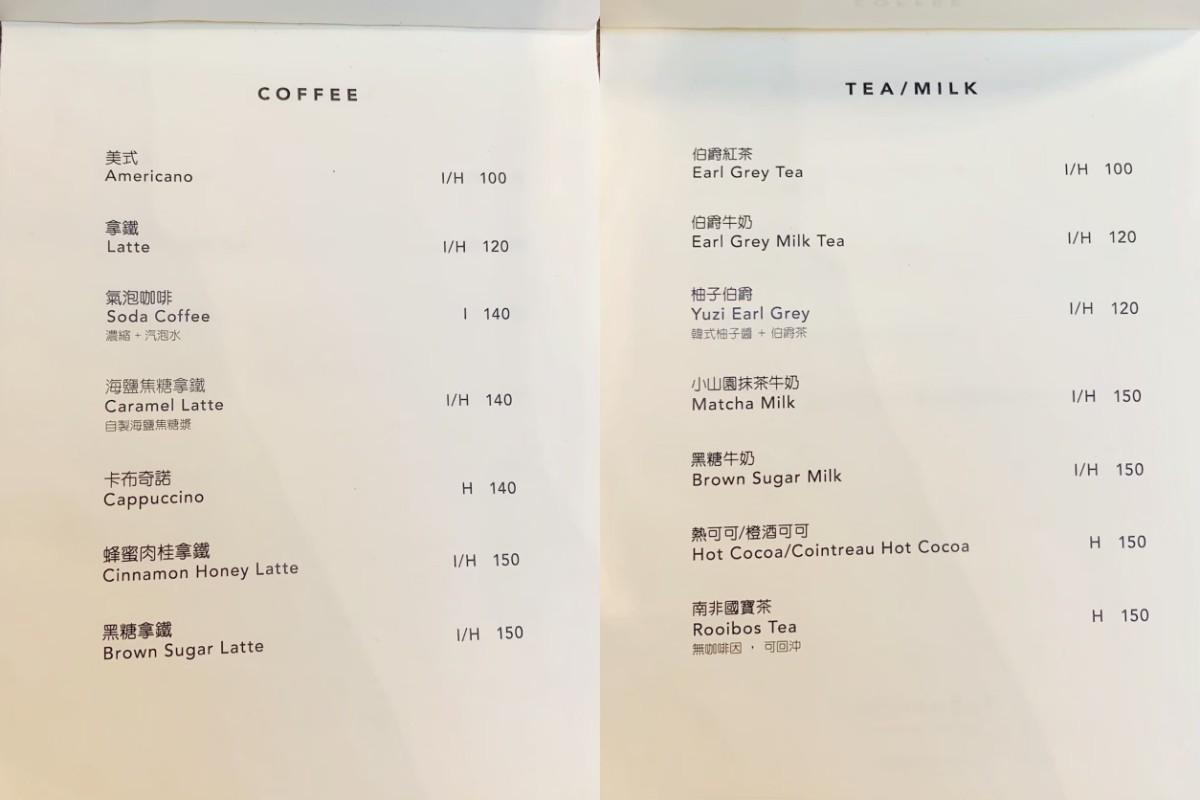 COFFEE
美式
Americano I/H 100
拿鐵
Latte I/H 120
氣泡咖啡
Soda Coffee I 140
濃縮 + 汽泡水
海鹽焦糖拿鐵
Caramel Latte I/H 140
自製海鹽焦糖漿
卡布奇諾
Cappuccino H 140
蜂蜜肉桂拿鐵
Cinnamon Honey Latte I/H 150
黑糖拿鐵
Brown Sugar Latte I/H 150
TEA/MILK
伯爵紅茶
Earl Grey Tea I/H 100
伯爵牛奶
Earl Grey Milk Tea I/H 120
柚子伯爵
Yuzi Earl Grey I/H 120
韓式柚子醬 + 伯爵茶
小山園抹茶牛奶
Matcha Milk I/H 150
黑糖牛奶
Brown Sugar Milk I/H 150
熱可可/橙酒可可
Hot Cocoa/Cointreau Hot Cocoa H 150
南非國寶茶
Rooibos Tea H 150
無咖啡因 , 可回沖